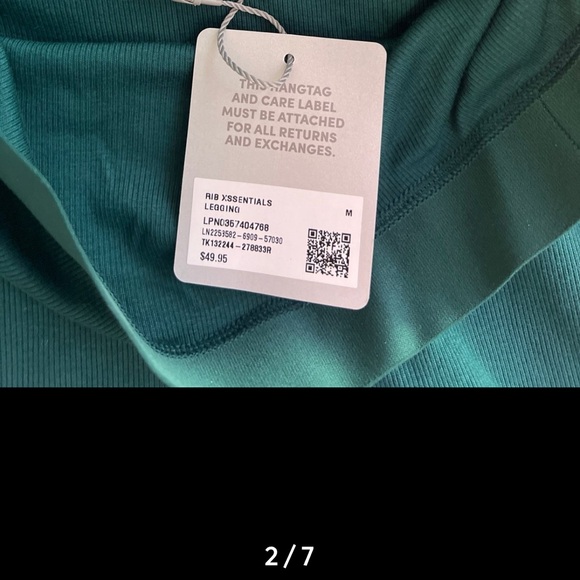 THIS HANGTAG
AND CARE LABEL
MUST BE ATTACHED
FOR ALL RETURNS
AND EXCHANGES.
RIB XSSENTIALS
LEGGING
M
LPN0357404768
LN2259582-6909-57030
TK132244-278833R
$49.95
2/7